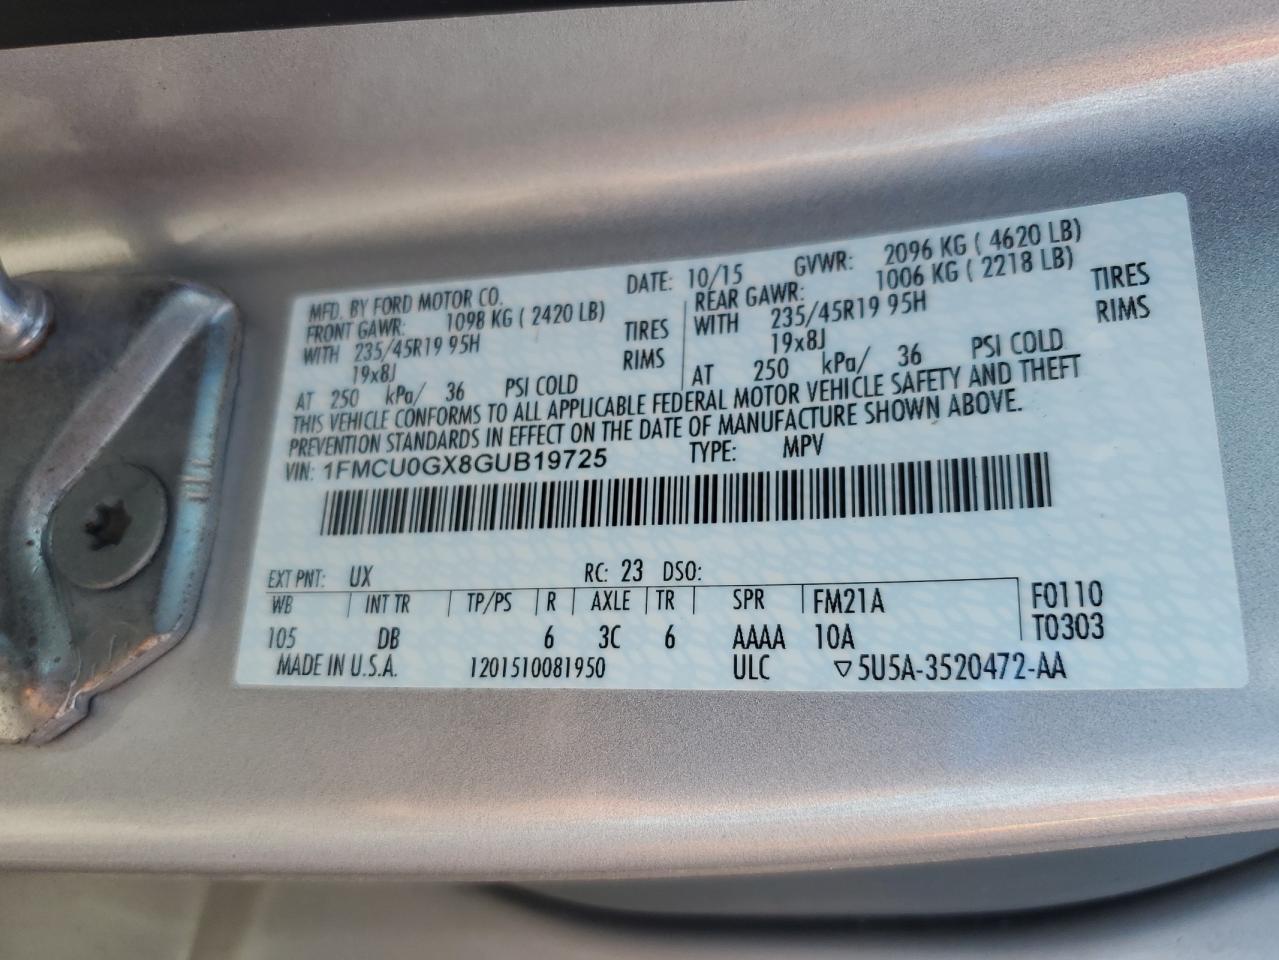 MFD. BY FORD MOTOR CO. DATE: 10/15 GVWR: 2096 KG ( 4620 LB)
FRONT GAWR: 1098 KG ( 2420 LB) REAR GAWR: 1006 KG ( 2218 LB)
WITH 235/45R19 95H TIRES WITH 235/45R19 95H TIRES
19x8J RIMS 19x8J RIMS
AT 250 kPa/ 36 PSI COLD AT 250 kPa/ 36 PSI COLD
THIS VEHICLE CONFORMS TO ALL APPLICABLE FEDERAL MOTOR VEHICLE SAFETY AND THEFT
PREVENTION STANDARDS IN EFFECT ON THE DATE OF MANUFACTURE SHOWN ABOVE.
VIN: 1FMCU0GX8GUB19725 TYPE: MPV
EXT PNT: UX RC: 23 DSO:
WB INT TR TP/PS R AXLE TR SPR FM21A F0110
105 DB 6 3C 6 AAAA 10A T0303
MADE IN U.S.A. 1201510081950 ULC ▽5U5A-3520472-AA